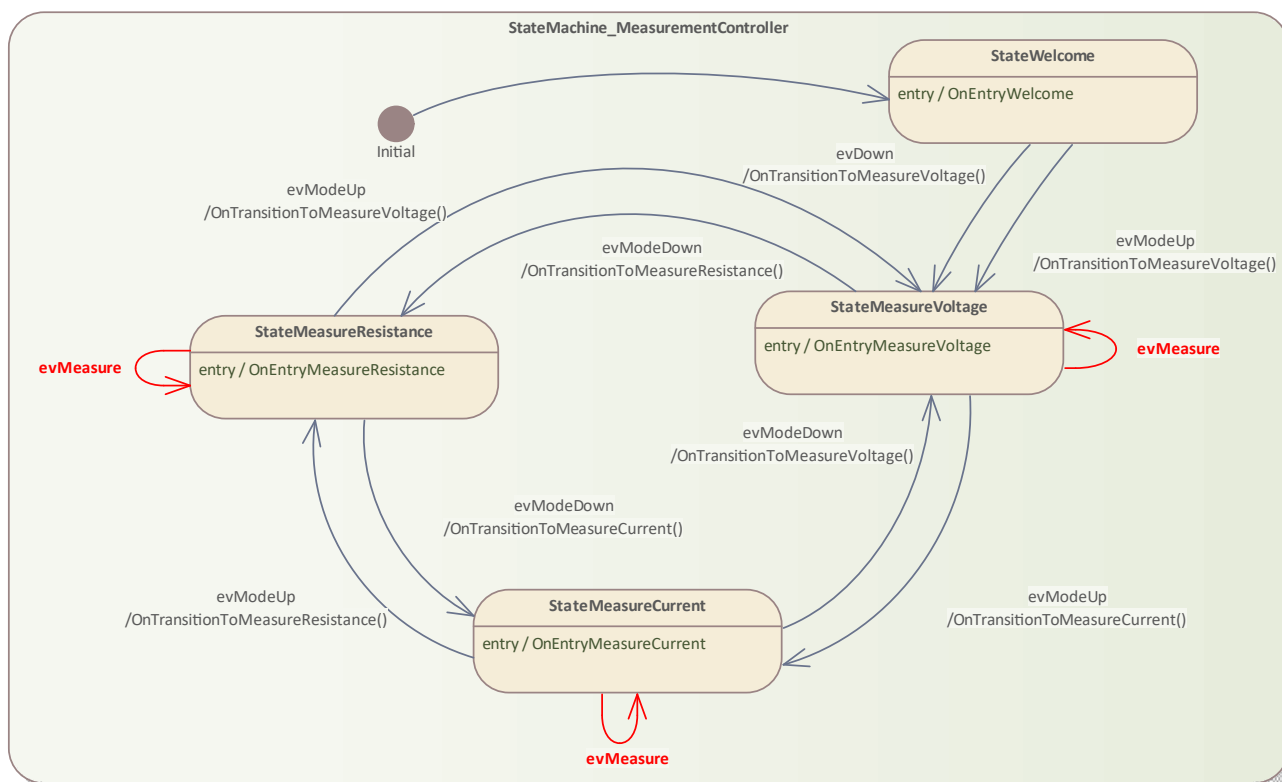 StateMachine_MeasurementController
StateWelcome
entry / OnEntryWelcome
Initial
evDown
/OnTransitionToMeasureVoltage()
evModeUp
/OnTransitionToMeasureVoltage()
evModeDown
/OnTransitionToMeasureResistance()
evModeUp
/OnTransitionToMeasureVoltage()
StateMeasureVoltage
entry / OnEntryMeasureVoltage
evMeasure
StateMeasureResistance
entry / OnEntryMeasureResistance
evMeasure
evModeDown
/OnTransitionToMeasureVoltage()
evModeDown
/OnTransitionToMeasureCurrent()
evModeUp
/OnTransitionToMeasureResistance()
evModeUp
/OnTransitionToMeasureCurrent()
StateMeasureCurrent
entry / OnEntryMeasureCurrent
evMeasure